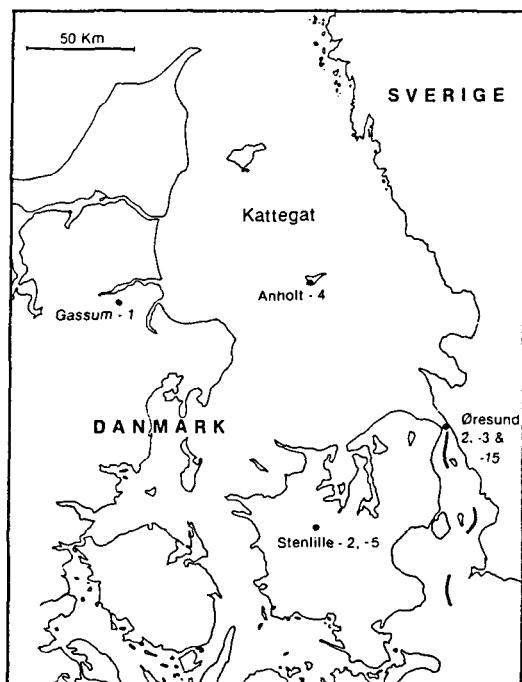 50 Km
SVERIGE
Kattegat
Anholt - 4
Gassum - 1
DANMARK
Øresund
2, -3 &
-15
Stenlille - 2, -5